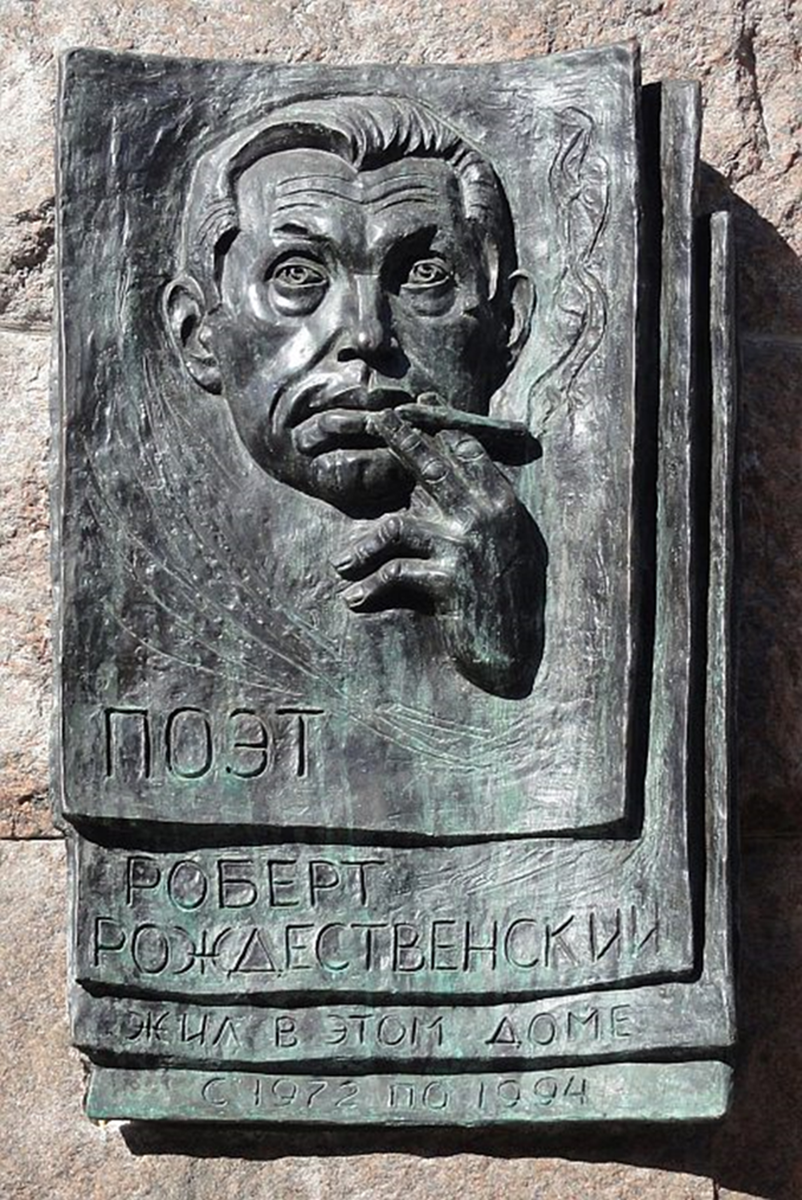 ПОЭТ
РОБЕРТ
РОЖДЕСТВЕНСКИЙ
ЖИЛ В ЭТОМ ДОМЕ
С 1972 ПО 1994